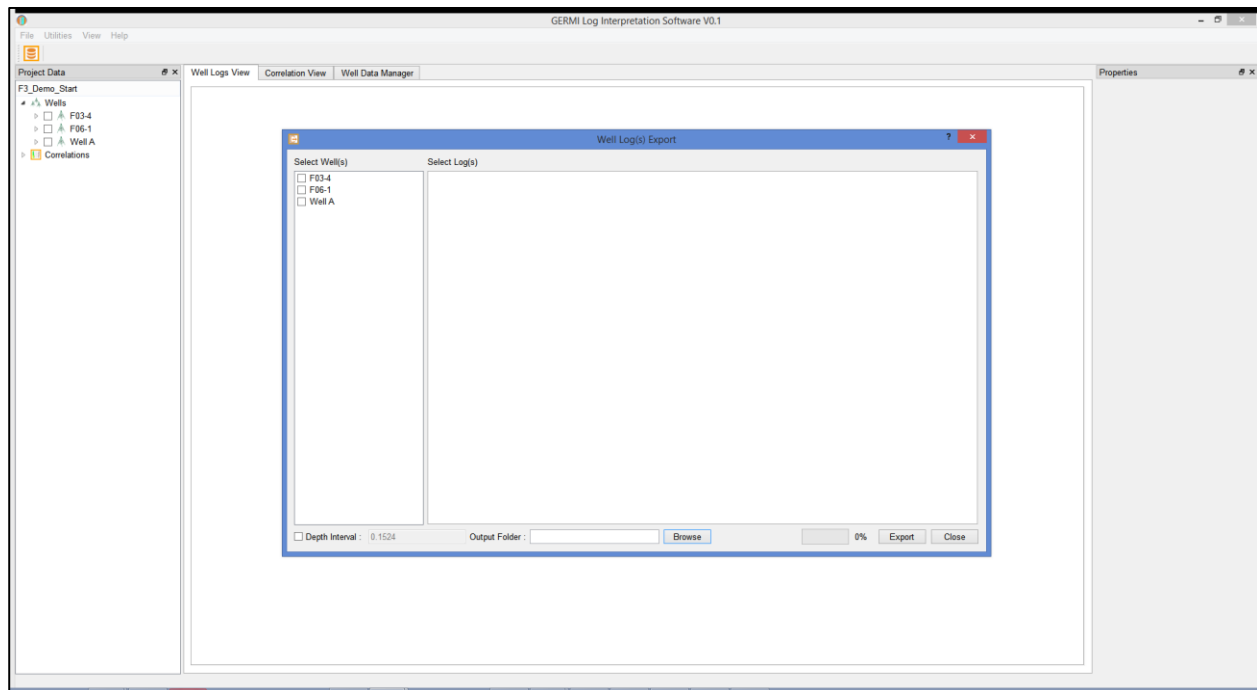 GERMI Log Interpretation Software V0.1
File Utilities View Help
Project Data
Well Logs View Correlation View Well Data Manager
Properties
F3_Demo_Start
Wells
F03-4
F06-1
Well A
Correlations
Well Log(s) Export
Select Well(s) Select Log(s)
F03-4
F06-1
Well A
Depth Interval : 0.1524 Output Folder : Browse 0% Export Close